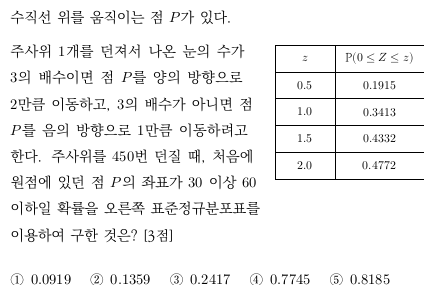 수직선 위를 움직이는 점 P가 있다.
주사위 1개를 던져서 나온 눈의 수가
3의 배수이면 점 P를 양의 방향으로
2만큼 이동하고, 3의 배수가 아니면 점
P를 음의 방향으로 1만큼 이동하려고
한다. 주사위를 450번 던질 때, 처음에
원점에 있던 점 P의 좌표가 30 이상 60
이하일 확률을 오른쪽 표준정규분포표를
이용하여 구한 것은? [3점]
z P(0 ≤ Z ≤ z)
0.5 0.1915
1.0 0.3413
1.5 0.4332
2.0 0.4772
① 0.0919 ② 0.1359 ③ 0.2417 ④ 0.7745 ⑤ 0.8185